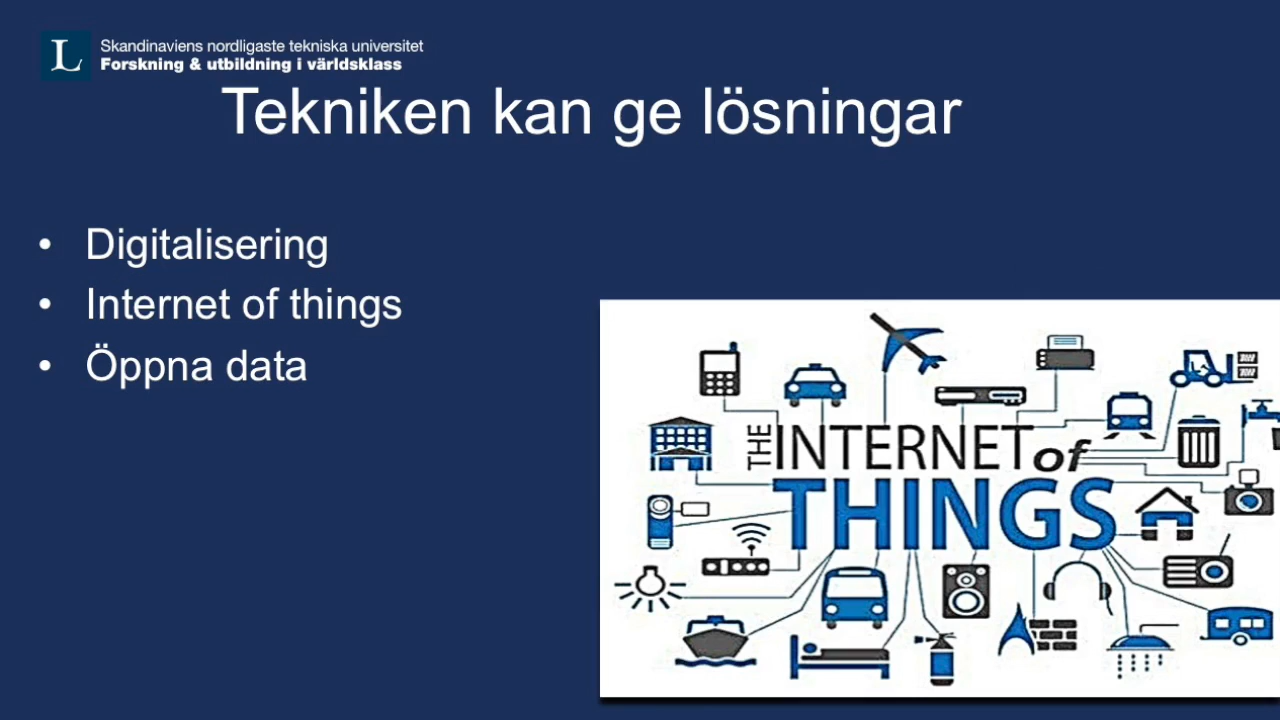 L
Skandinaviens nordligaste tekniska universitet
Forskning & utbildning i världsklass
Tekniken kan ge lösningar
• Digitalisering
• Internet of things
• Öppna data
THE INTERNET of
THINGS